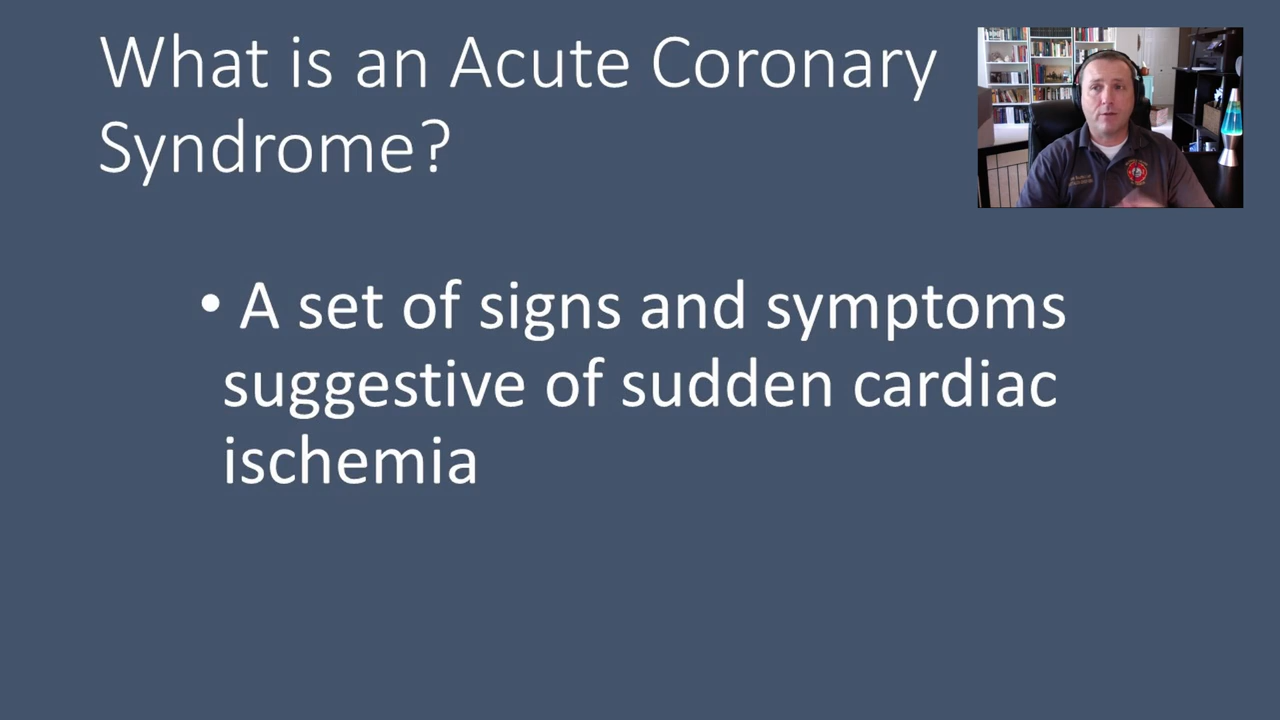 What is an Acute Coronary
Syndrome?
• A set of signs and symptoms
suggestive of sudden cardiac
ischemia